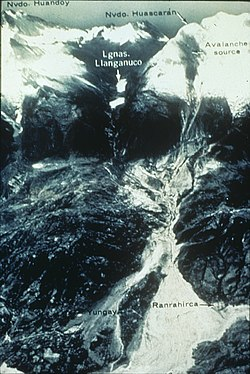 Nvdo. Huandoy
Nvdo. Huascarán
Avalanche
source
Lgnas.
Llanganuco
Yungay
Ranrahirca